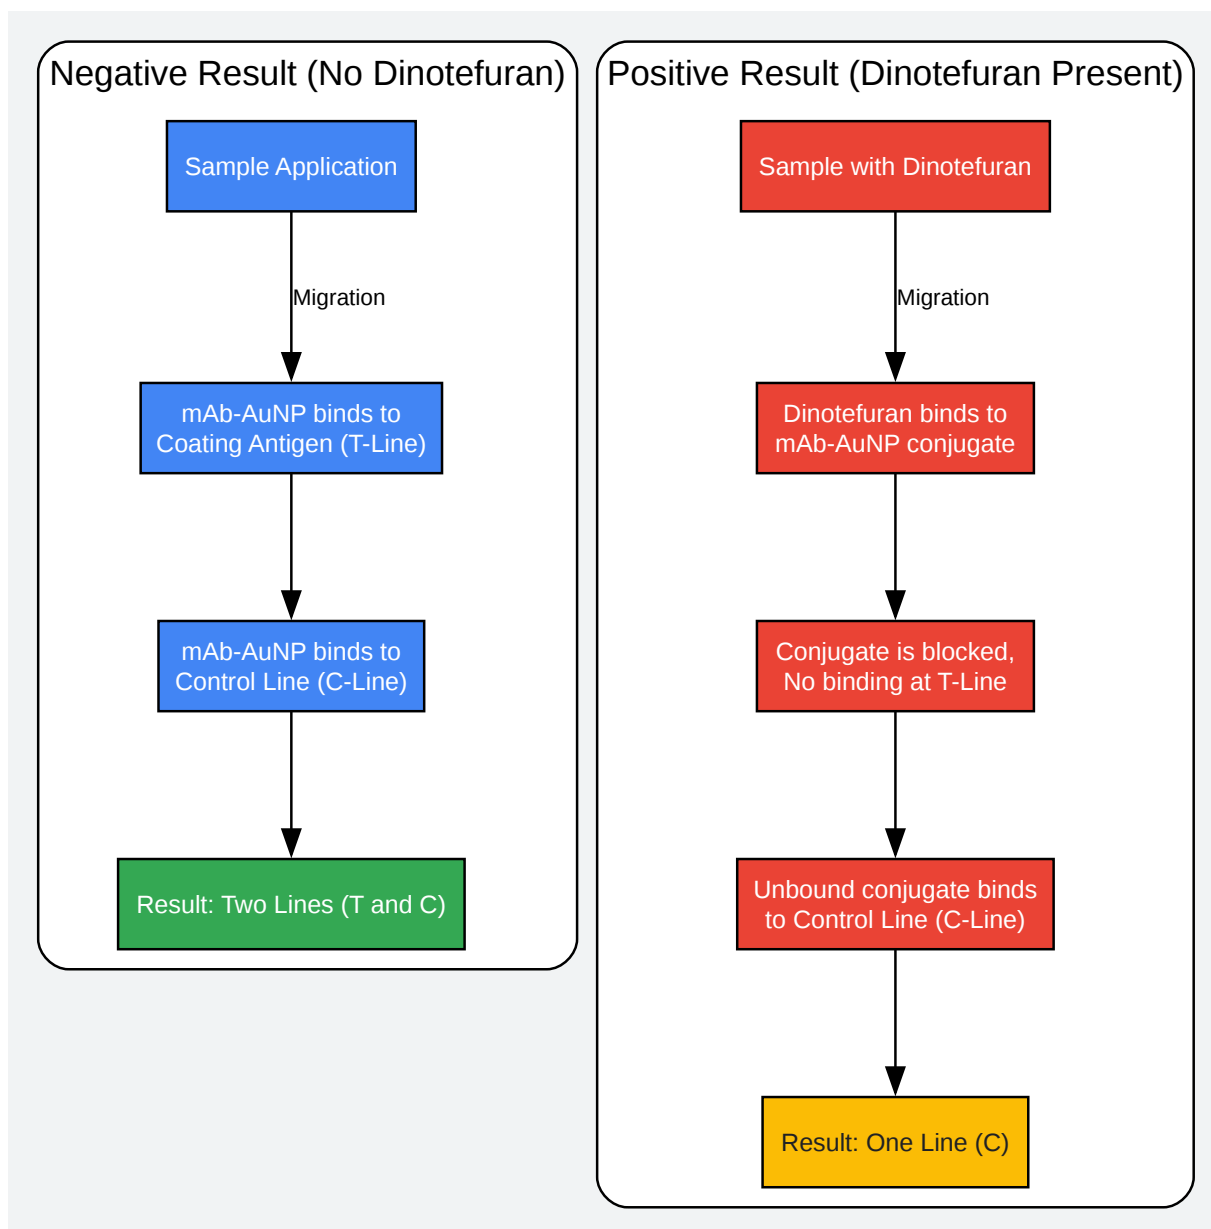 Negative Result (No Dinotefuran)
Sample Application
Migration
mAb-AuNP binds to
Coating Antigen (T-Line)
mAb-AuNP binds to
Control Line (C-Line)
Result: Two Lines (T and C)
Positive Result (Dinotefuran Present)
Sample with Dinotefuran
Migration
Dinotefuran binds to
mAb-AuNP conjugate
Conjugate is blocked,
No binding at T-Line
Unbound conjugate binds
to Control Line (C-Line)
Result: One Line (C)